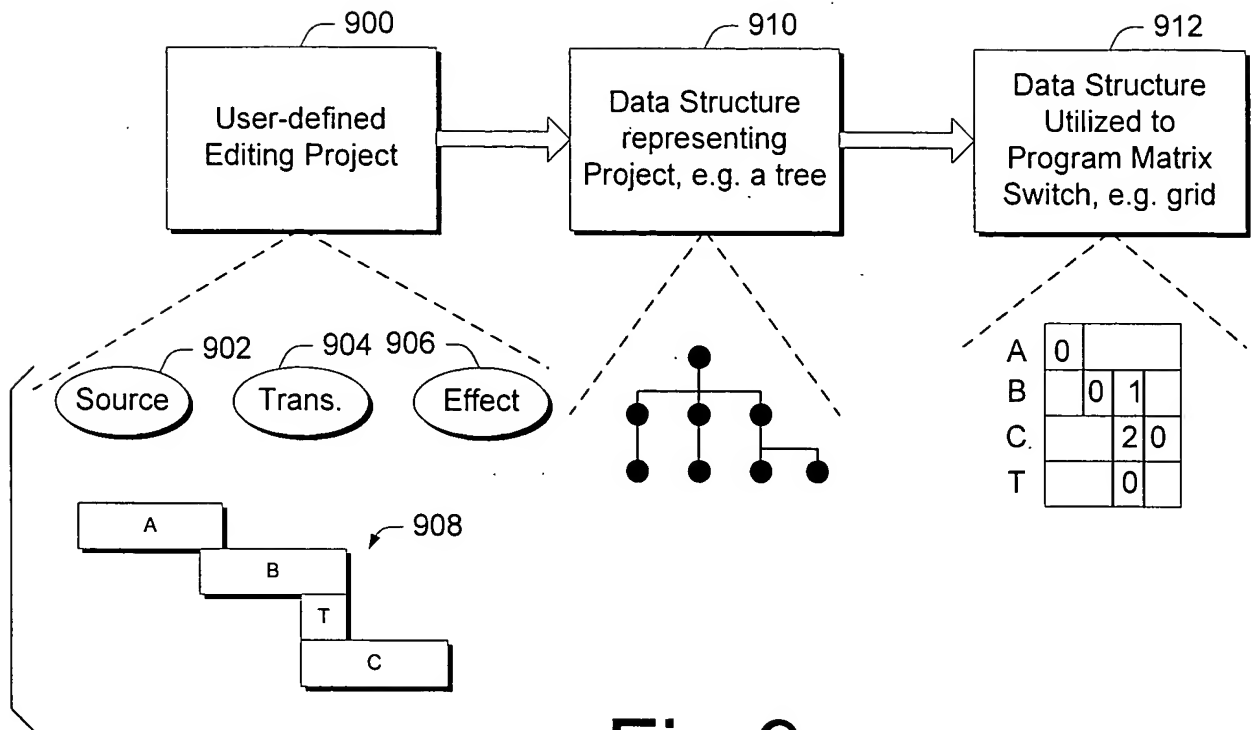 900
910
912
User-defined
Editing Project
Data Structure
representing
Project, e.g. a tree
Data Structure
Utilized to
Program Matrix
Switch, e.g. grid
902
904
906
Source
Trans.
Effect
A
B
T
C
908
A 0
B 0 1
C. 2 0
T 0